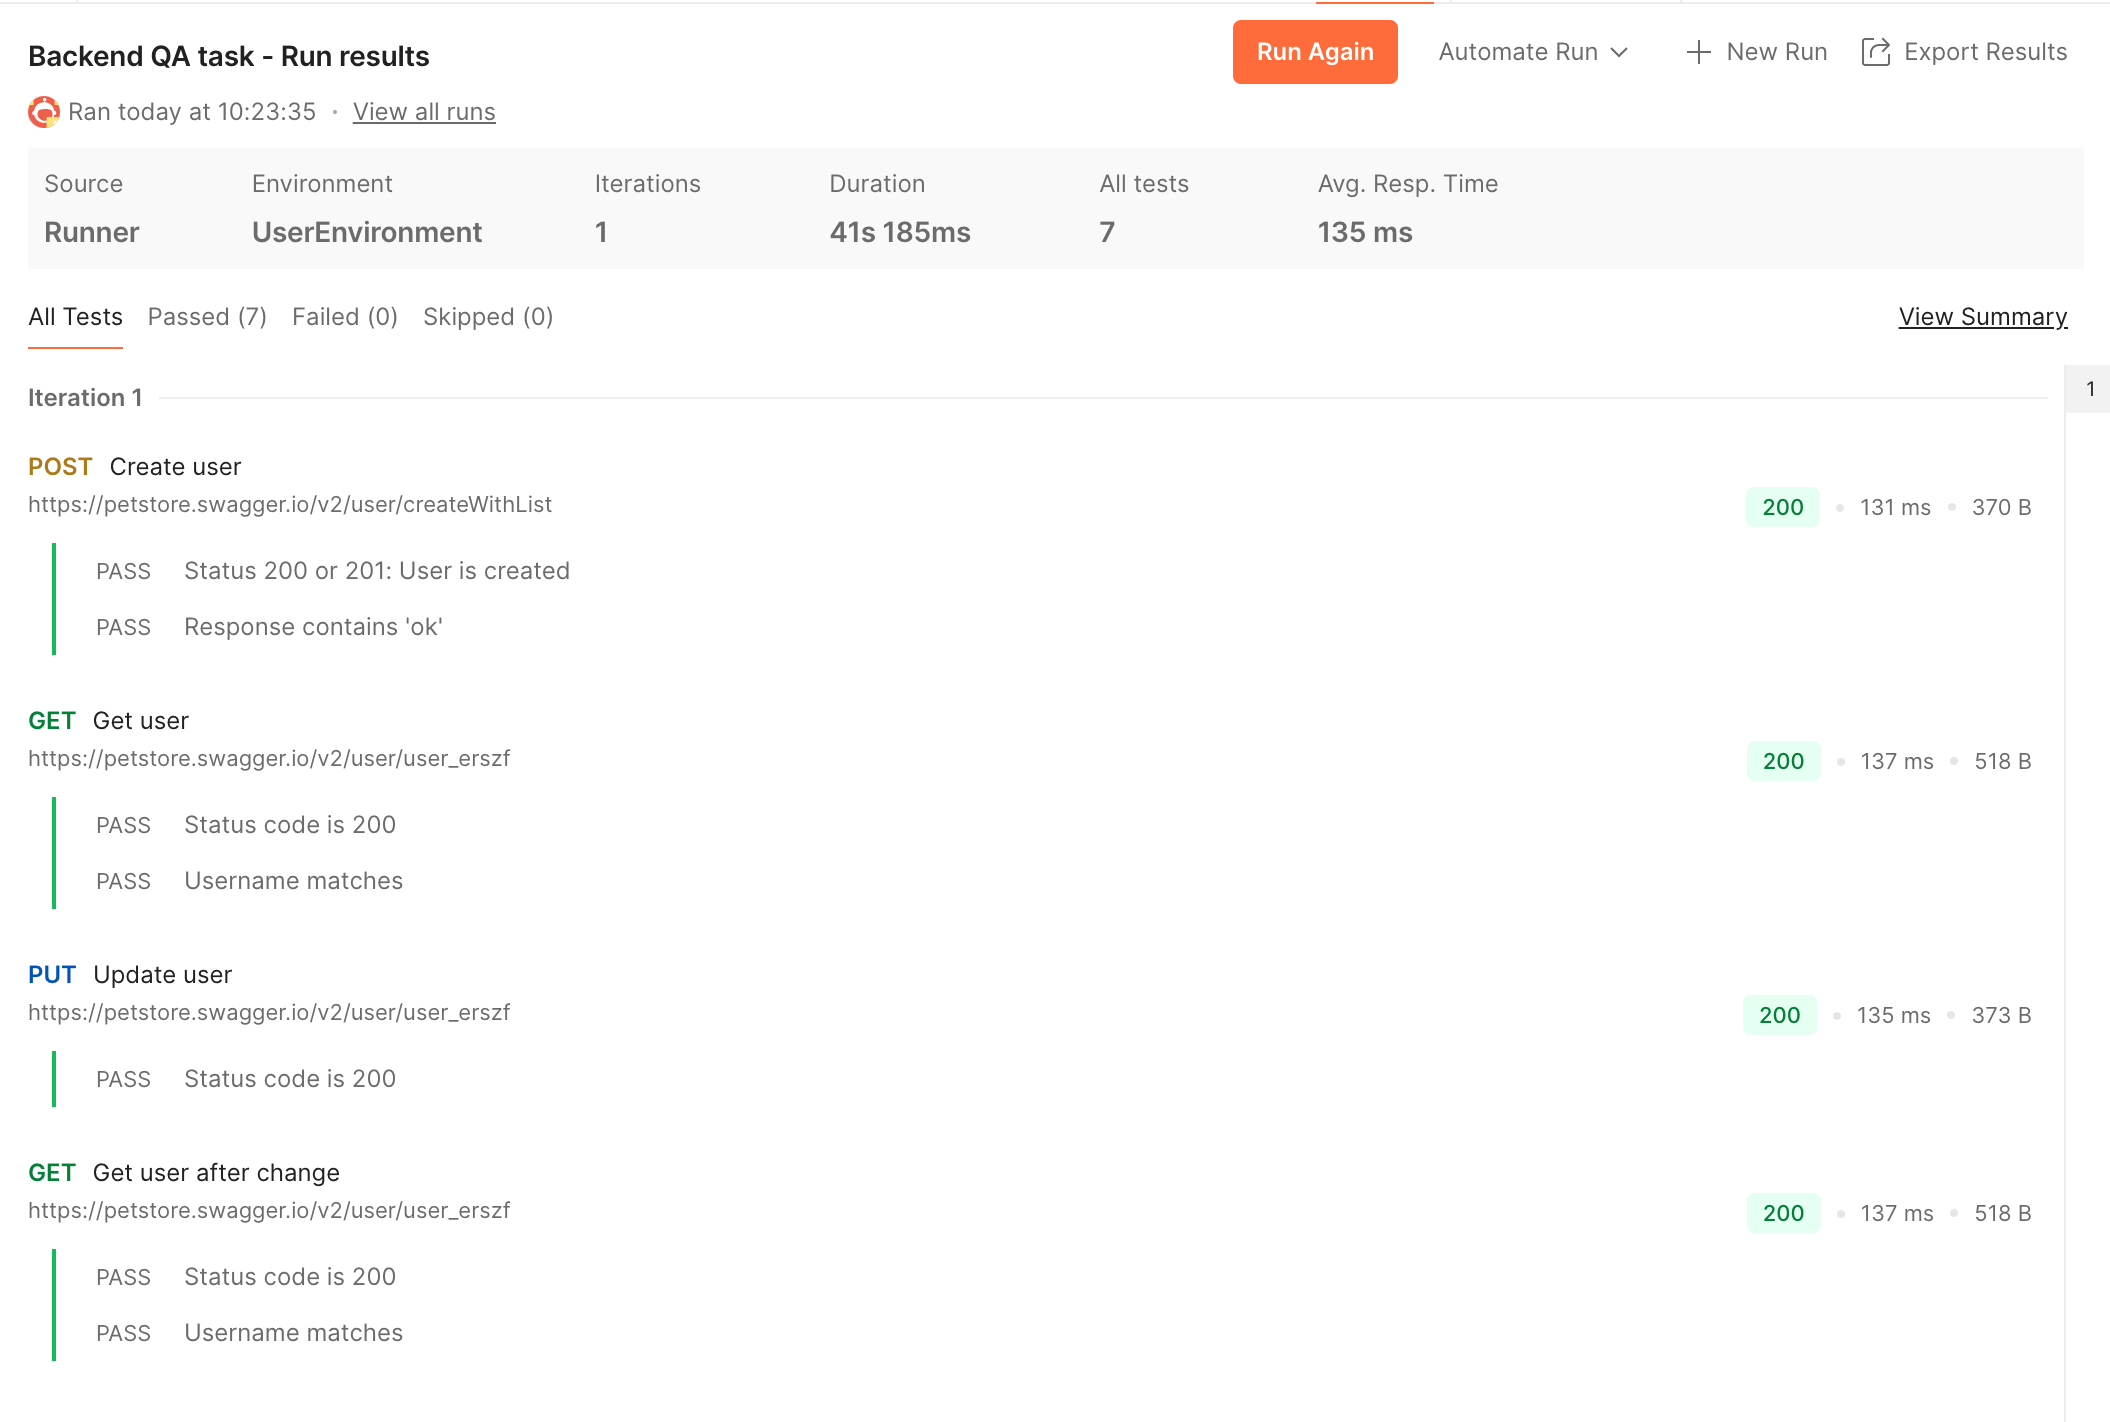 Backend QA task - Run results
Run Again
Automate Run
New Run
Export Results
Ran today at 10:23:35 · View all runs
Source Environment Iterations Duration All tests Avg. Resp. Time
Runner UserEnvironment 1 41s 185ms 7 135 ms
All Tests Passed (7) Failed (0) Skipped (0) View Summary
Iteration 1
1
POST Create user
https://petstore.swagger.io/v2/user/createWithList
200 • 131 ms • 370 B
PASS Status 200 or 201: User is created
PASS Response contains 'ok'
GET Get user
https://petstore.swagger.io/v2/user/user_erszf
200 • 137 ms • 518 B
PASS Status code is 200
PASS Username matches
PUT Update user
https://petstore.swagger.io/v2/user/user_erszf
200 • 135 ms • 373 B
PASS Status code is 200
GET Get user after change
https://petstore.swagger.io/v2/user/user_erszf
200 • 137 ms • 518 B
PASS Status code is 200
PASS Username matches